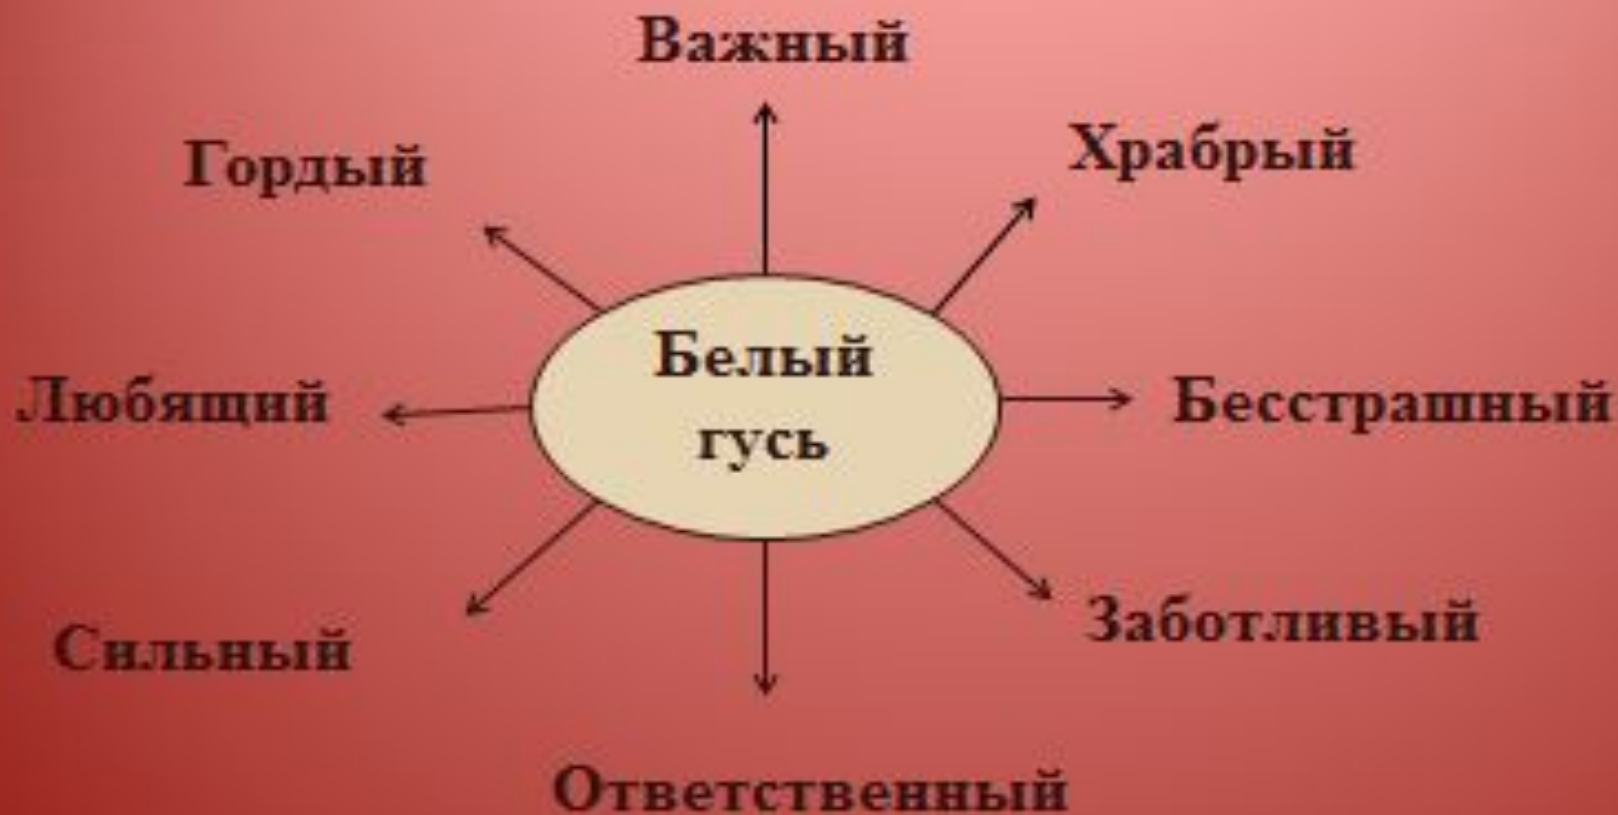 Важный
Гордый
Храбрый
Белый
гусь
Любящий
Бесстрашный
Сильный
Заботливый
Ответственный